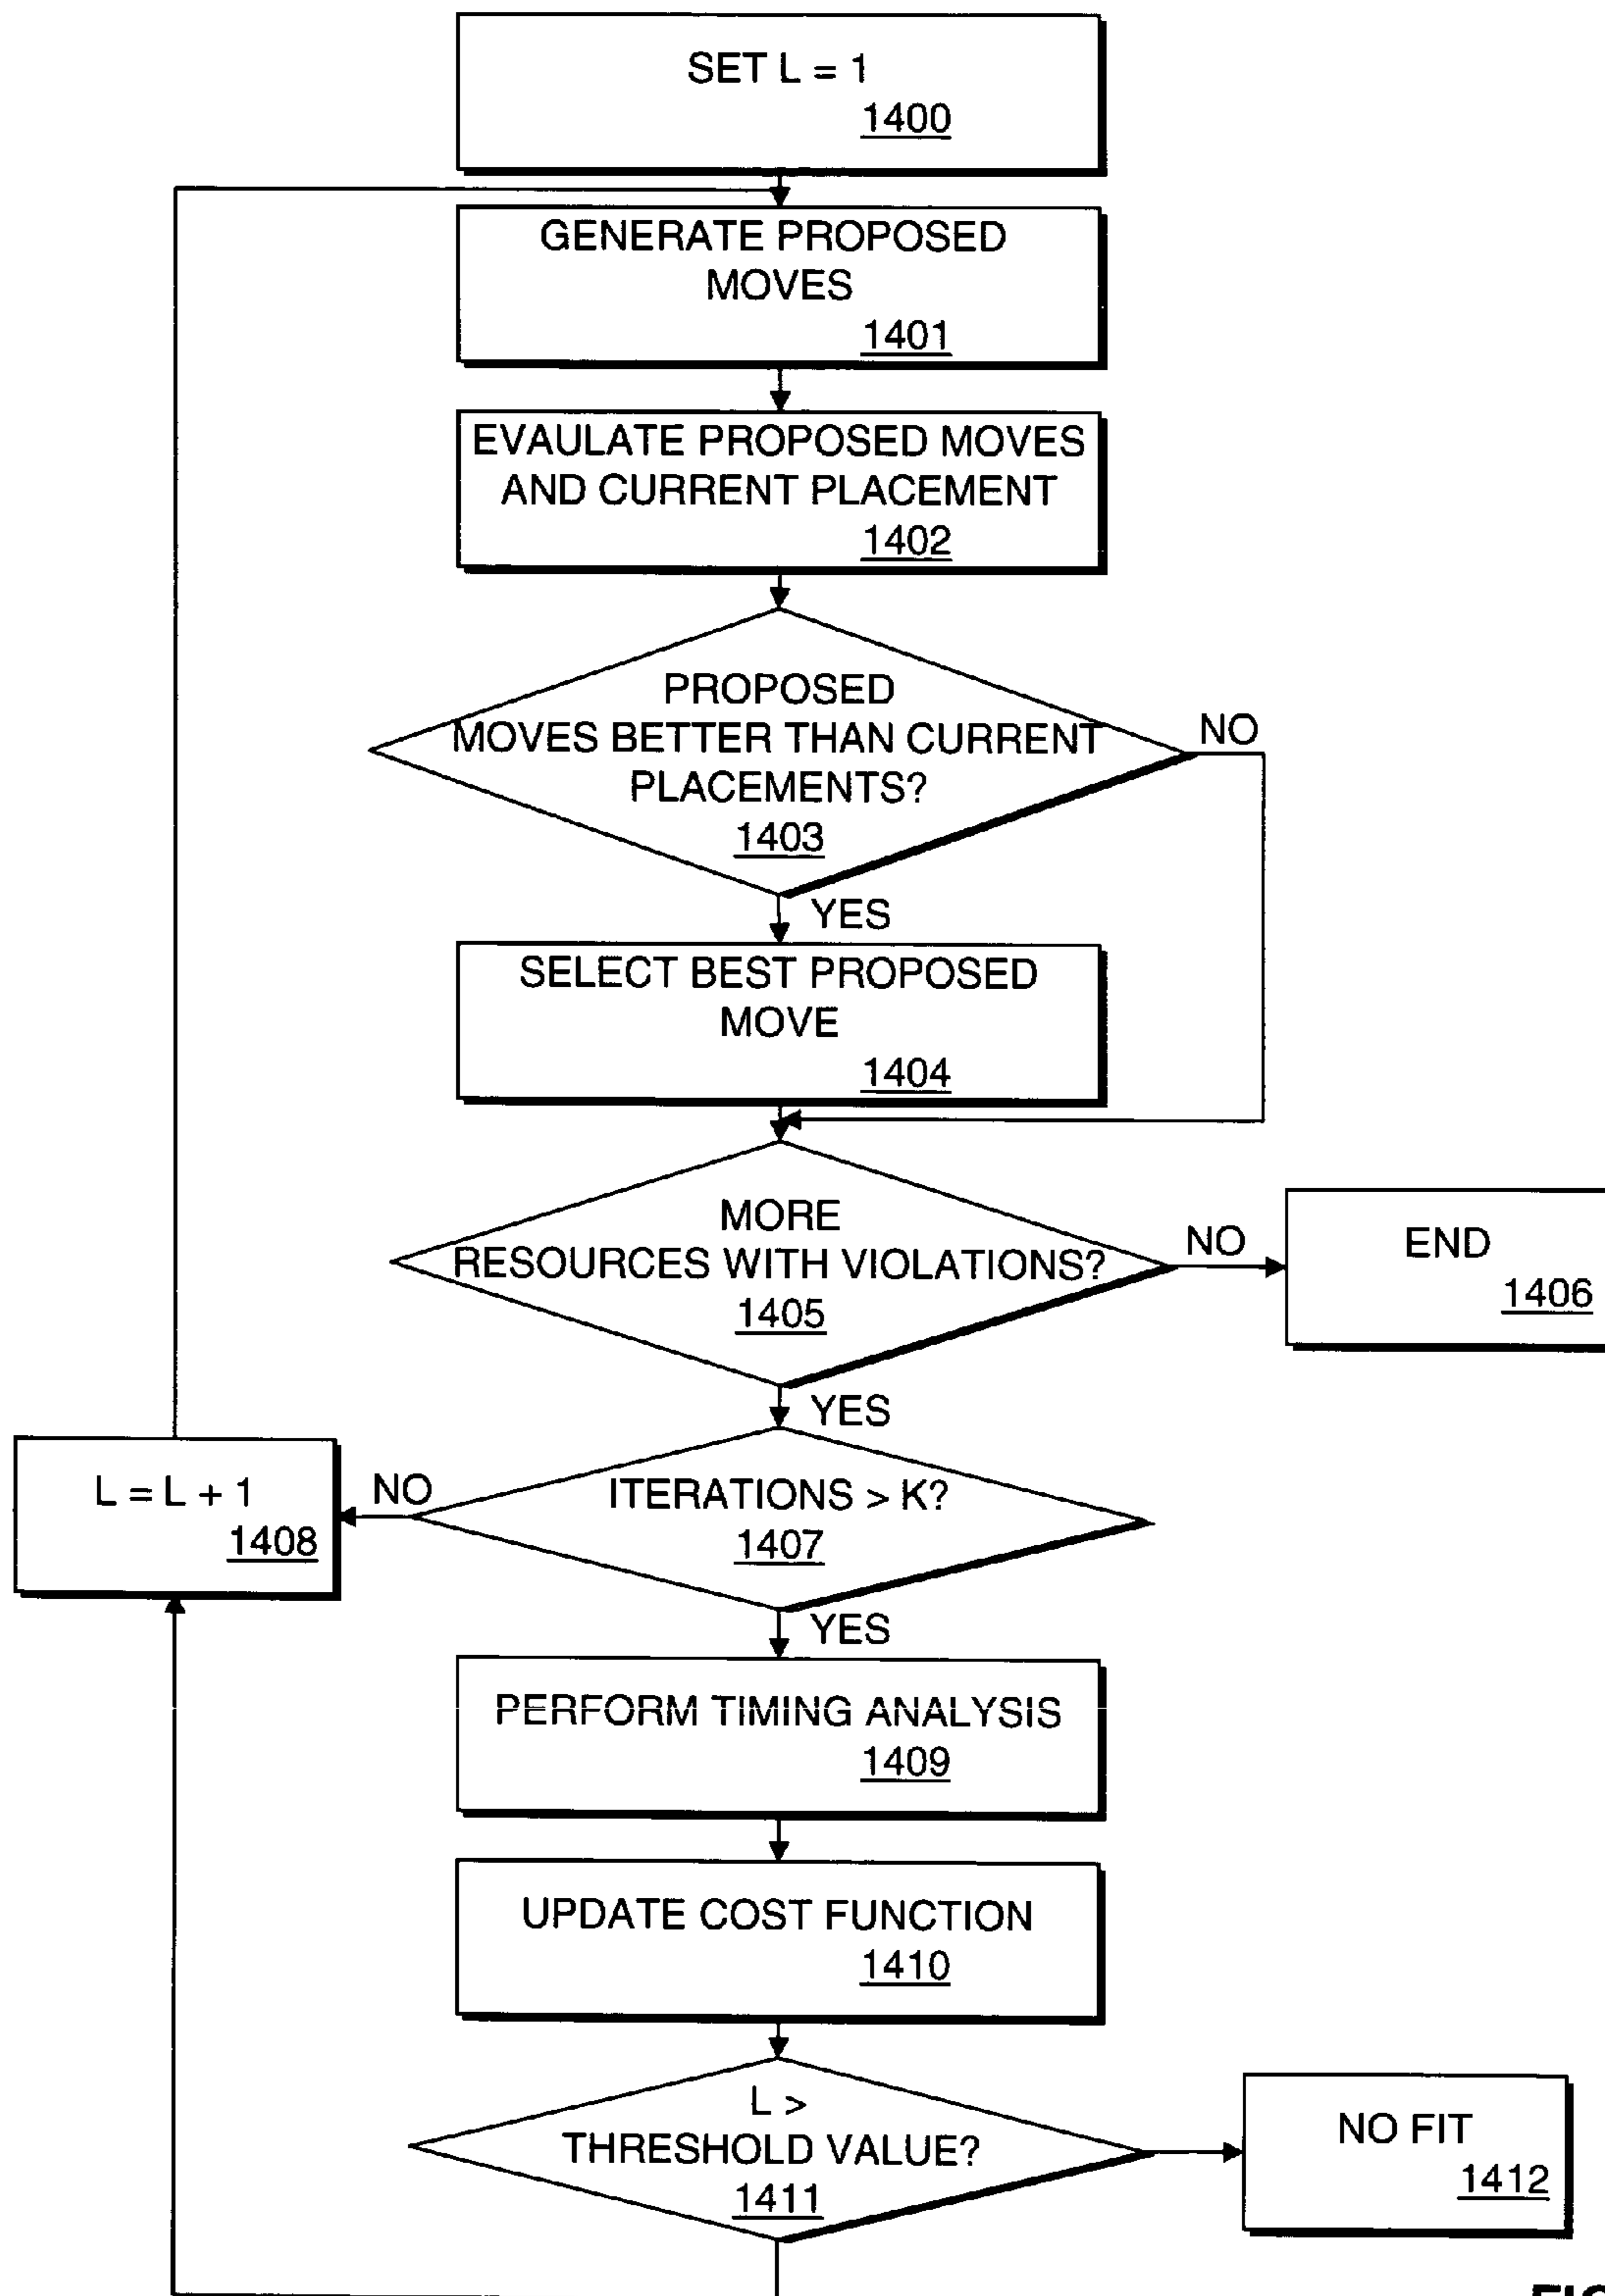 SET L = 1
1400
GENERATE PROPOSED
MOVES
1401
EVAULATE PROPOSED MOVES
AND CURRENT PLACEMENT
1402
PROPOSED
MOVES BETTER THAN CURRENT
PLACEMENTS?
1403
NO
YES
SELECT BEST PROPOSED
MOVE
1404
MORE
RESOURCES WITH VIOLATIONS?
1405
NO
END
1406
YES
L = L + 1
1408
NO
ITERATIONS > K?
1407
YES
PERFORM TIMING ANALYSIS
1409
UPDATE COST FUNCTION
1410
L >
THRESHOLD VALUE?
1411
NO FIT
1412